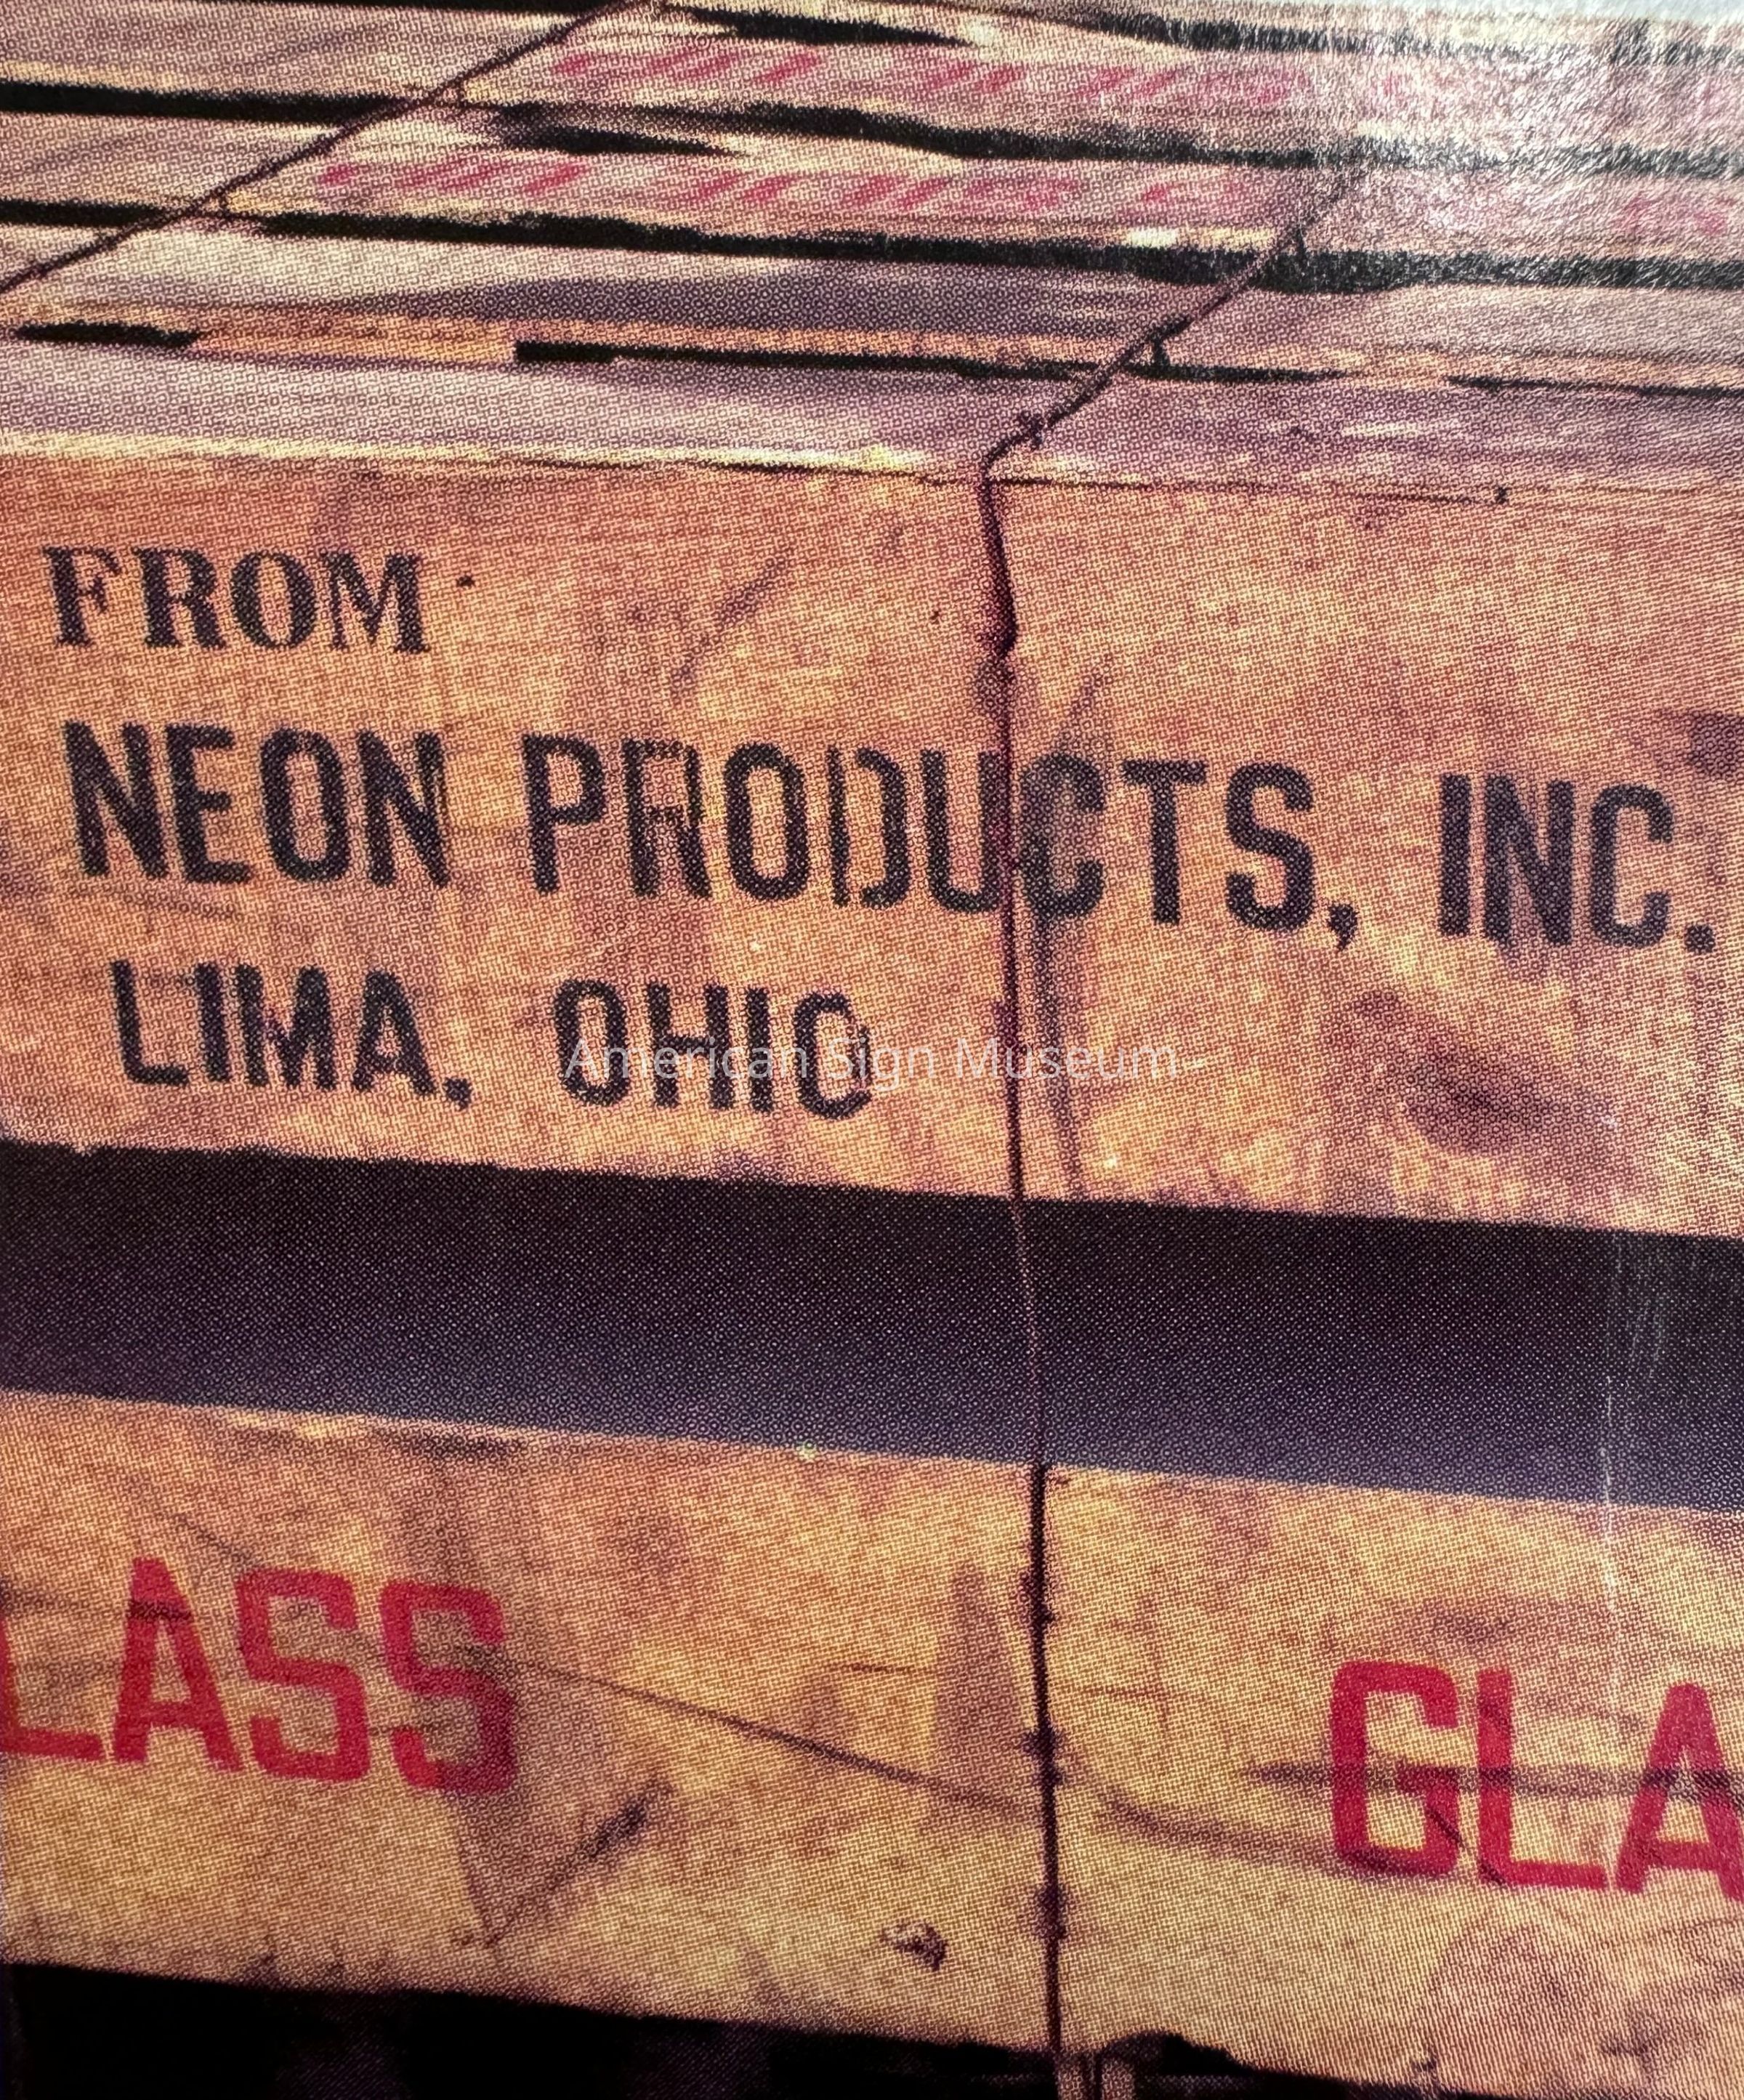 FROM
NEON PRODUCTS, INC.
LIMA, OHIO
American Sign Museum
LASS GLA